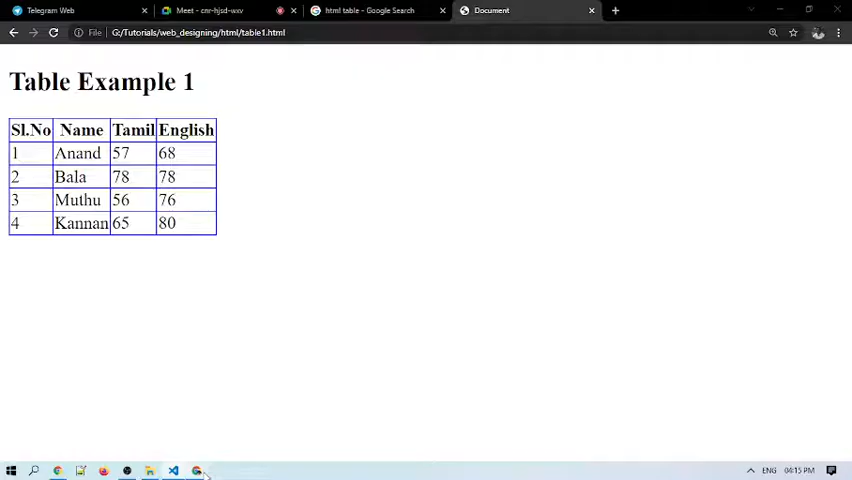 Telegram Web
Meet - cnr-hjsd-wxv
html table - Google Search
Document
File
G:/Tutorials/web_designing/html/table1.html
Table Example 1
Sl.No Name Tamil English
1 Anand 57 68
2 Bala 78 78
3 Muthu 56 76
4 Kannan 65 80
ENG 04:15 PM